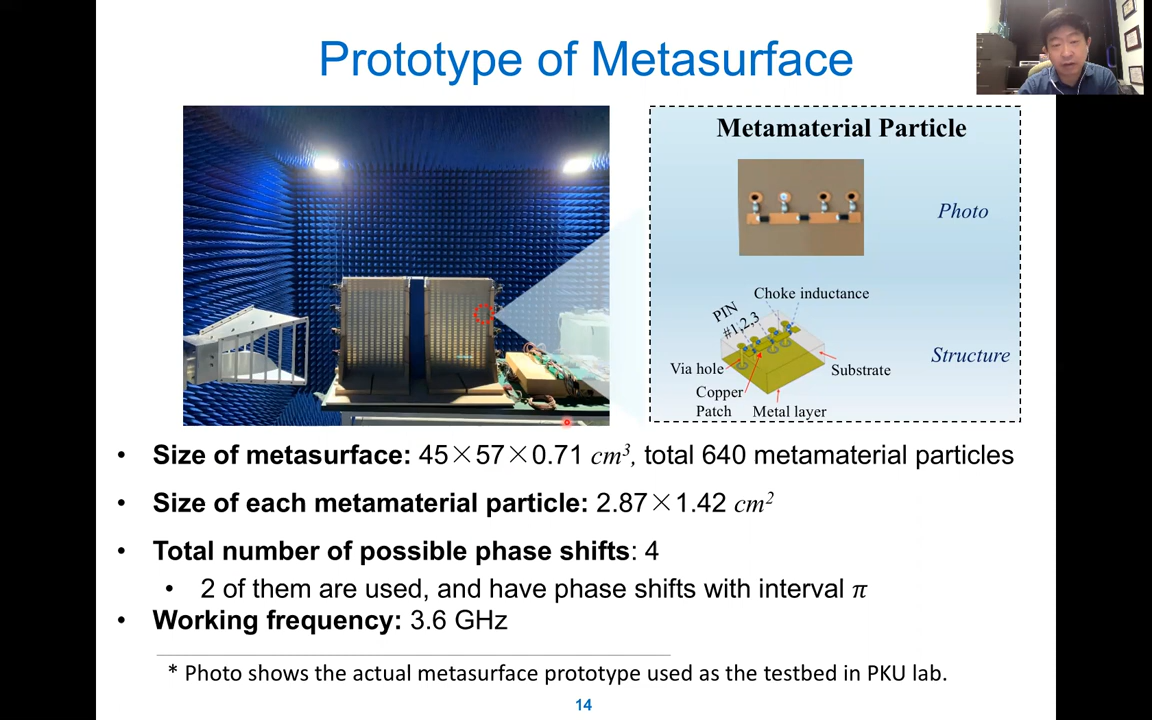 Prototype of Metasurface
Metamaterial Particle
Photo
Choke inductance
PIN
#1,2,3
Via hole
Copper
Patch
Metal layer
Substrate
Structure
• Size of metasurface: 45×57×0.71 cm³, total 640 metamaterial particles
• Size of each metamaterial particle: 2.87×1.42 cm²
• Total number of possible phase shifts: 4
• 2 of them are used, and have phase shifts with interval π
• Working frequency: 3.6 GHz
* Photo shows the actual metasurface prototype used as the testbed in PKU lab.
14